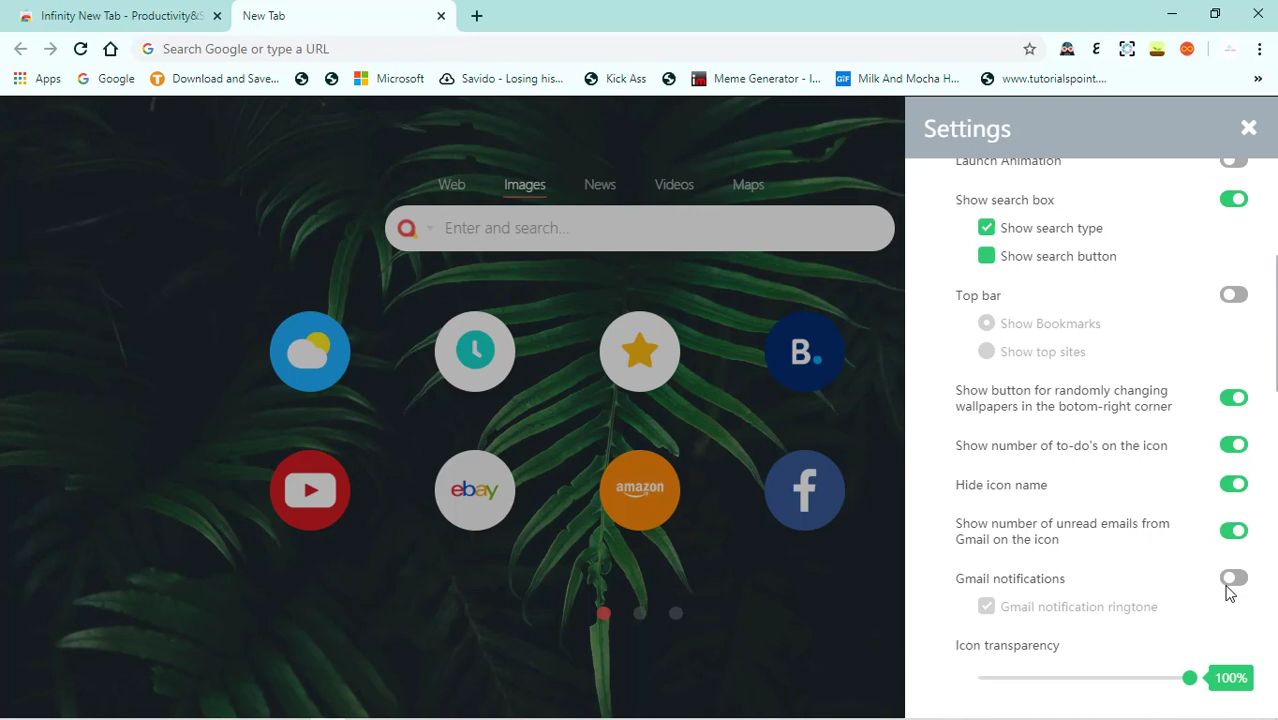 Infinity New Tab - Productivity&S
New Tab
Search Google or type a URL
Apps
Google
Download and Save...
Microsoft
Savido - Losing his...
Kick Ass
Meme Generator - I...
GIF
Milk And Mocha H...
www.tutorialspoint....
»
Settings
Launch Animation
Web
Images
News
Videos
Maps
Show search box
Enter and search...
Show search type
Show search button
Top bar
Show Bookmarks
Show top sites
B.
Show button for randomly changing
wallpapers in the botom-right corner
Show number of to-do's on the icon
Hide icon name
ebay
amazon
f
Show number of unread emails from
Gmail on the icon
Gmail notifications
Gmail notification ringtone
Icon transparency
100%